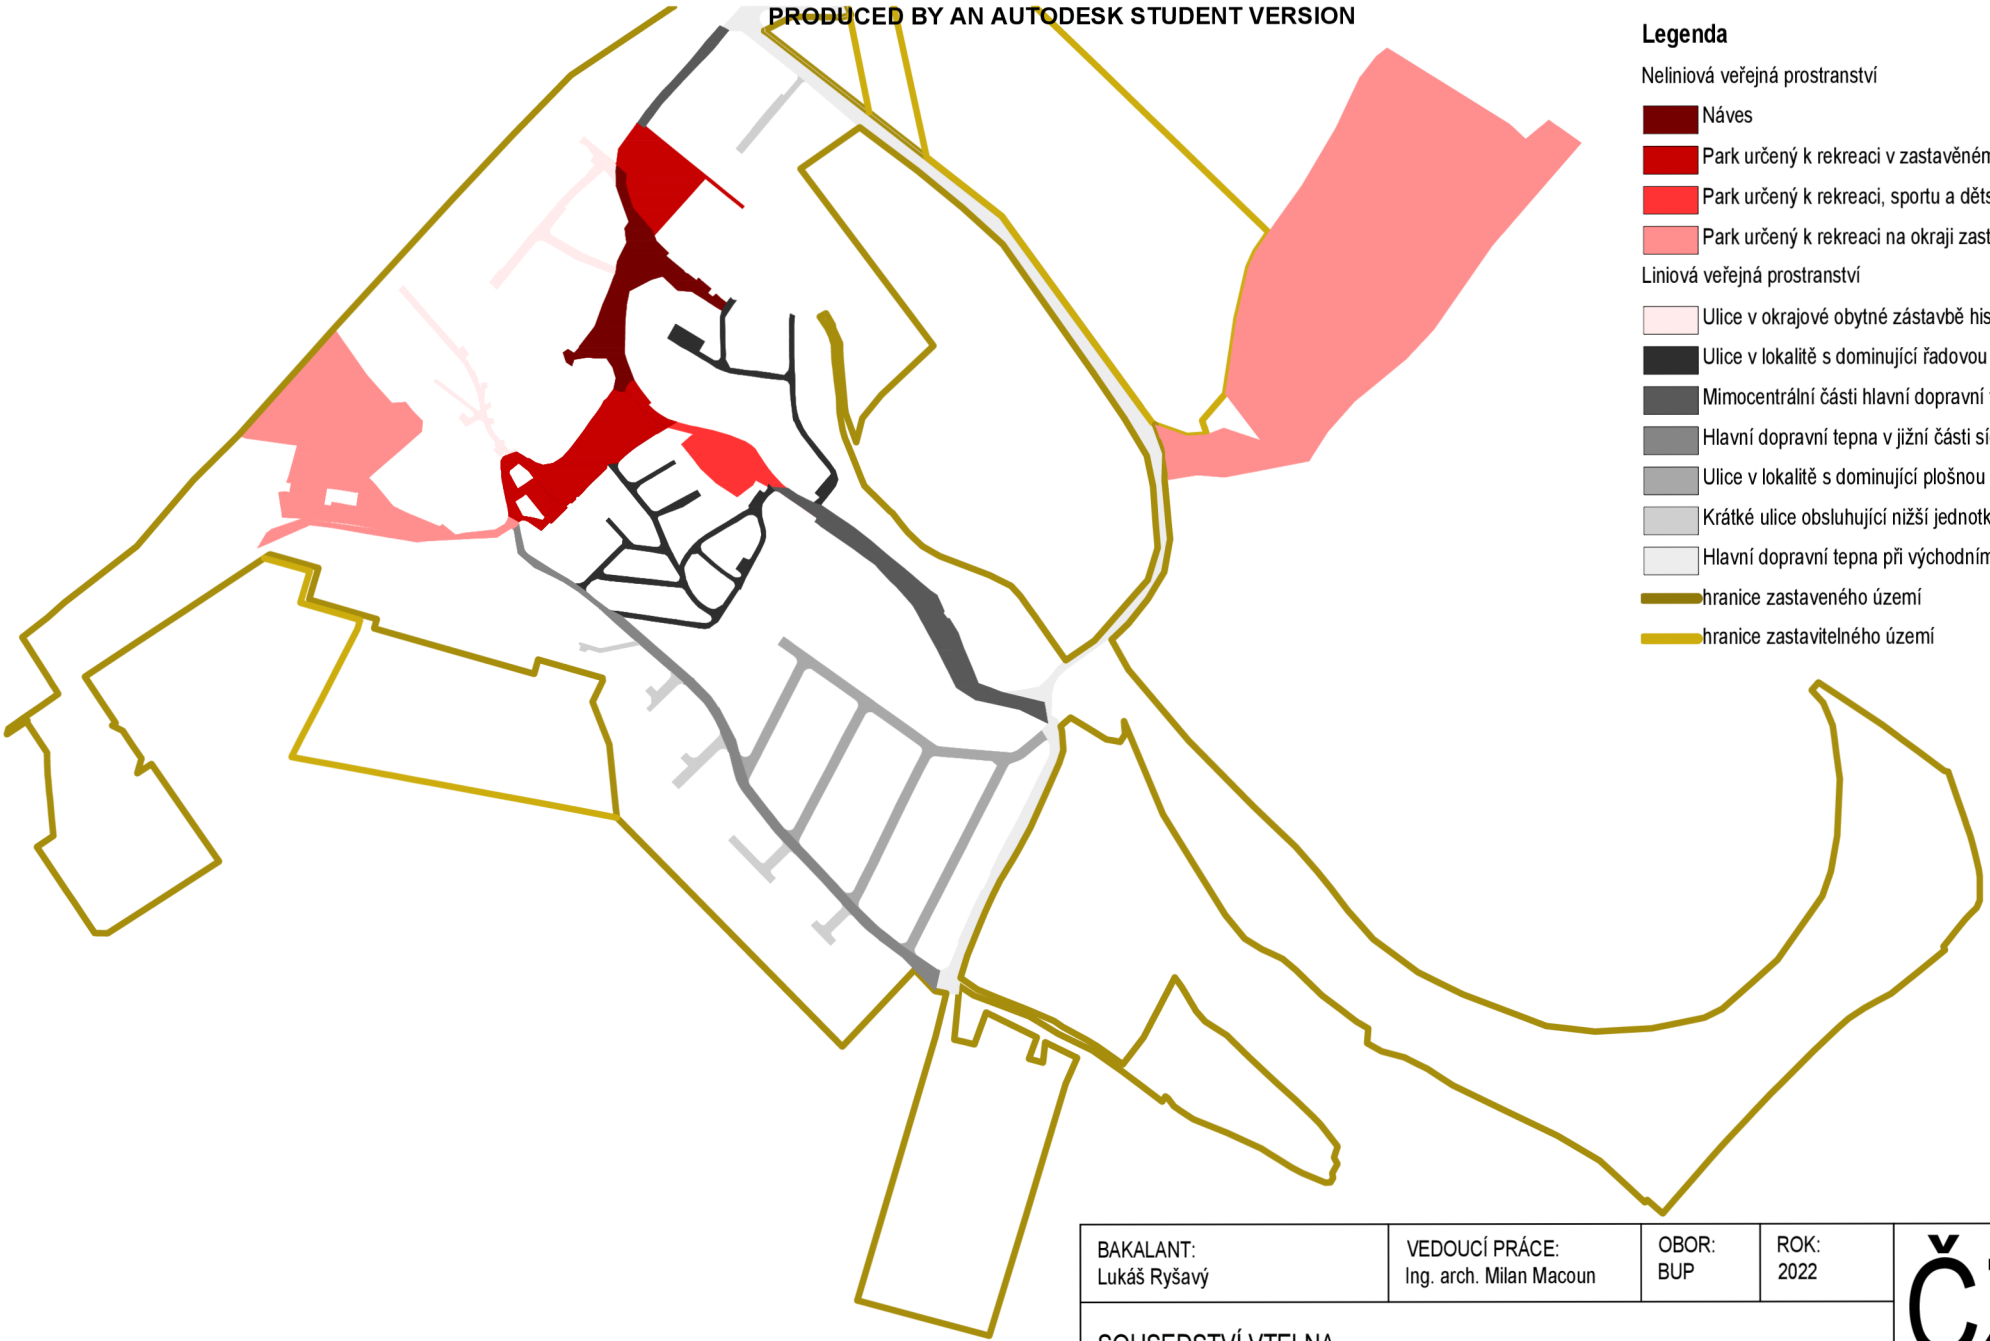 PRODUCED BY AN AUTODESK STUDENT VERSION
Legenda
Neliniová veřejná prostranství
Náves
Park určený k rekreaci v zastavěném
Park určený k rekreaci, sportu a děts
Park určený k rekreaci na okraji zast
Liniová veřejná prostranství
Ulice v okrajové obytné zástavbě his
Ulice v lokalitě s dominující řadovou
Mimocentrální části hlavní dopravní
Hlavní dopravní tepna v jižní části sí
Ulice v lokalitě s dominující plošnou
Krátké ulice obsluhující nižší jednotk
Hlavní dopravní tepna při východním
hranice zastaveného území
hranice zastavitelného území
BAKALANT:
Lukáš Ryšavý
VEDOUCÍ PRÁCE:
Ing. arch. Milan Macoun
OBOR:
BUP
ROK:
2022
SOUSEDSTVÍ VTELNA